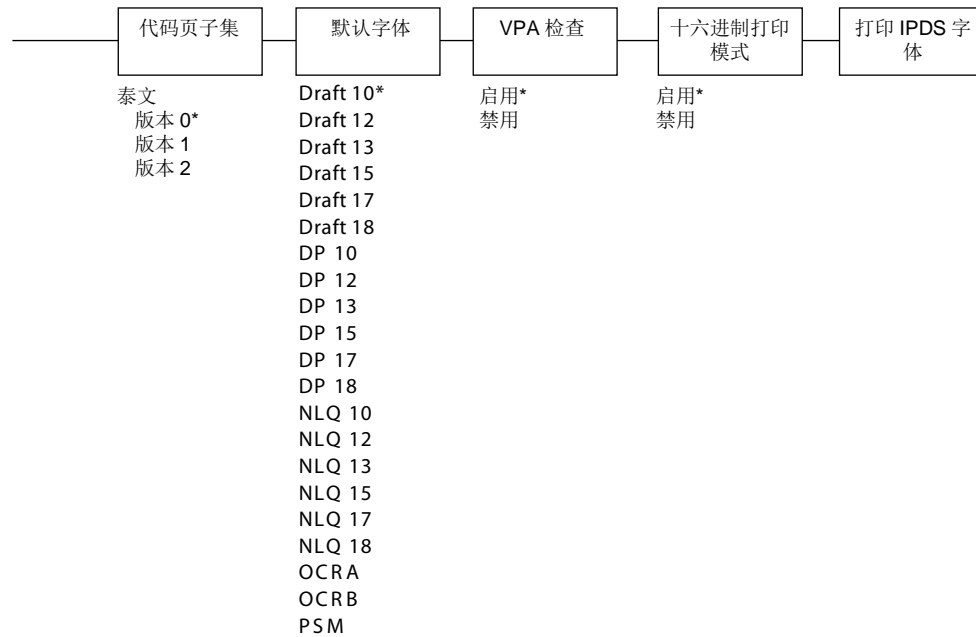 代码页子集
泰文
版本 0*
版本 1
版本 2
默认字体
Draft 10*
Draft 12
Draft 13
Draft 15
Draft 17
Draft 18
DP 10
DP 12
DP 13
DP 15
DP 17
DP 18
NLQ 10
NLQ 12
NLQ 13
NLQ 15
NLQ 17
NLQ 18
OCRA
OCRB
PSM
VPA 检查
启用*
禁用
十六进制打印
模式
启用*
禁用
打印 IPDS 字
体